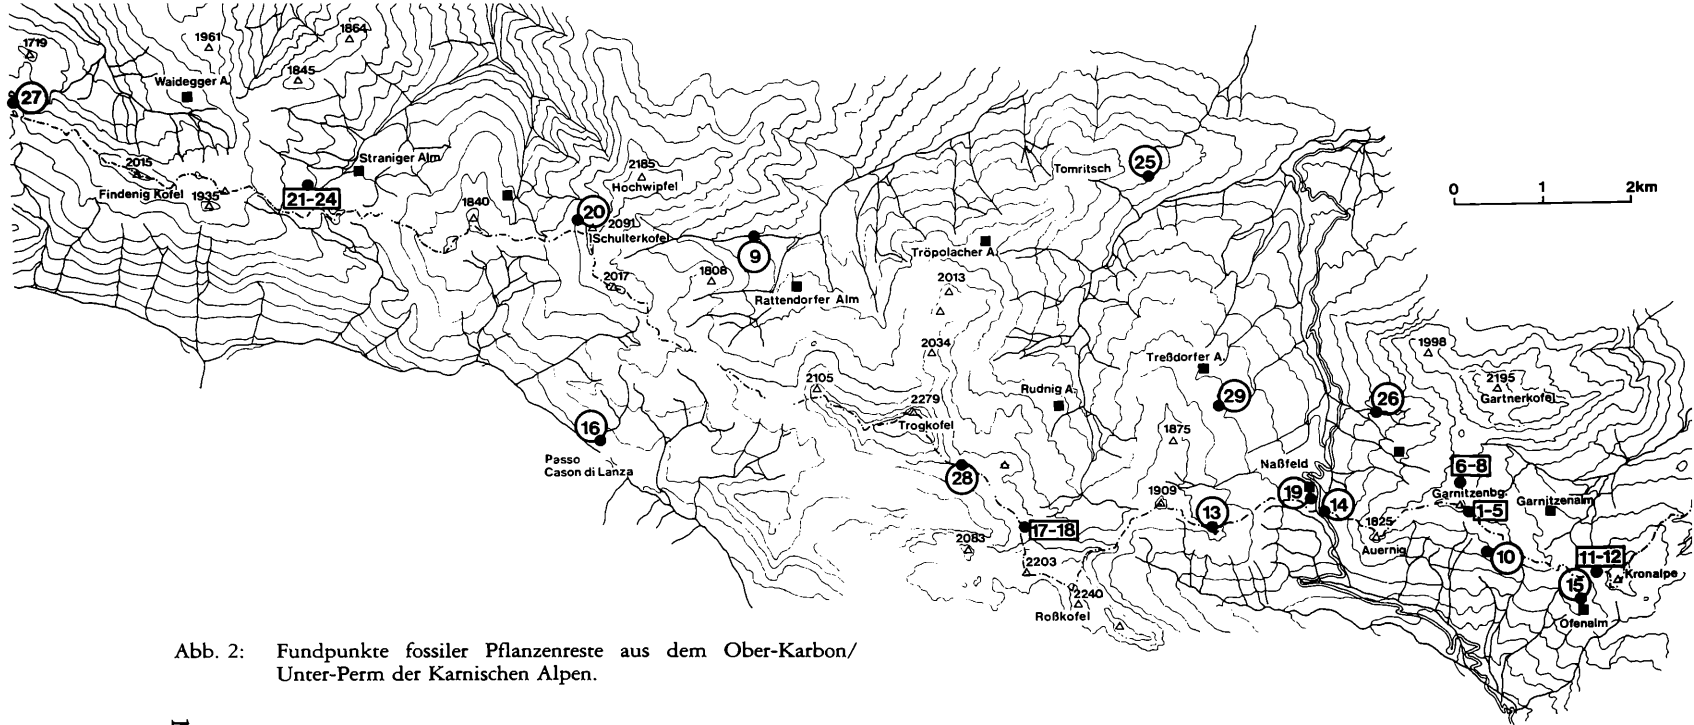 1719
1961
1864
1845
Waidegger A.
27
2015
Findenig Kofel
1935
Straniger Alm
21-24
1840
2185
Hochwipfel
20
2091
Schulterkofel
2017
9
1808
Rattendorfer Alm
Tomritsch
25
0 1 2km
Tröpolacher A.
2013
2034
2105
2279
Trogkofel
Rudnig A.
Treßdorfer A.
29
1875
1998
2195
Gartnerkofel
26
16
Passo
Cason di Lanza
28
Naßfeld
19
14
1909
13
17-18
2083
2203
2240
Roßkofel
6-8
Garnitzenbg.
1-5
Garnitzenalm
1825
Auernig
10
11-12
15
Kronalpe
Ofenalm
Abb. 2: Fundpunkte fossiler Pflanzenreste aus dem Ober-Karbon/
Unter-Perm der Karnischen Alpen.